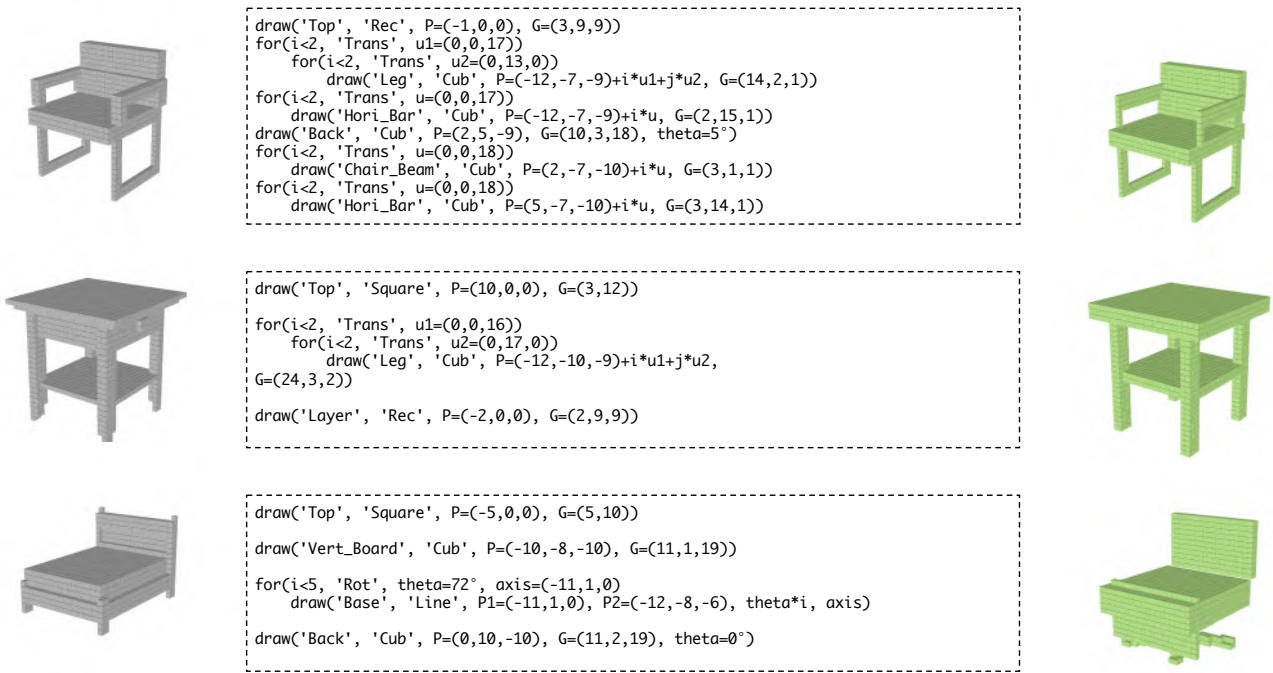 draw('Top', 'Rec', P=(-1,0,0), G=(3,9,9))
for(i<2, 'Trans', u1=(0,0,17))
    for(i<2, 'Trans', u2=(0,13,0))
        draw('Leg', 'Cub', P=(-12,-7,-9)+i*u1+j*u2, G=(14,2,1))
for(i<2, 'Trans', u=(0,0,17))
    draw('Hori_Bar', 'Cub', P=(-12,-7,-9)+i*u, G=(2,15,1))
draw('Back', 'Cub', P=(2,5,-9), G=(10,3,18), theta=5°)
for(i<2, 'Trans', u=(0,0,18))
    draw('Chair_Beam', 'Cub', P=(2,-7,-10)+i*u, G=(3,1,1))
for(i<2, 'Trans', u=(0,0,18))
    draw('Hori_Bar', 'Cub', P=(5,-7,-10)+i*u, G=(3,14,1))
draw('Top', 'Square', P=(10,0,0), G=(3,12))
for(i<2, 'Trans', u1=(0,0,16))
    for(i<2, 'Trans', u2=(0,17,0))
        draw('Leg', 'Cub', P=(-12,-10,-9)+i*u1+j*u2,
G=(24,3,2))
draw('Layer', 'Rec', P=(-2,0,0), G=(2,9,9))
draw('Top', 'Square', P=(-5,0,0), G=(5,10))
draw('Vert_Board', 'Cub', P=(-10,-8,-10), G=(11,1,19))
for(i<5, 'Rot', theta=72°, axis=(-11,1,0)
    draw('Base', 'Line', P1=(-11,1,0), P2=(-12,-8,-6), theta*i, axis)
draw('Back', 'Cub', P=(0,10,-10), G=(11,2,19), theta=0°)